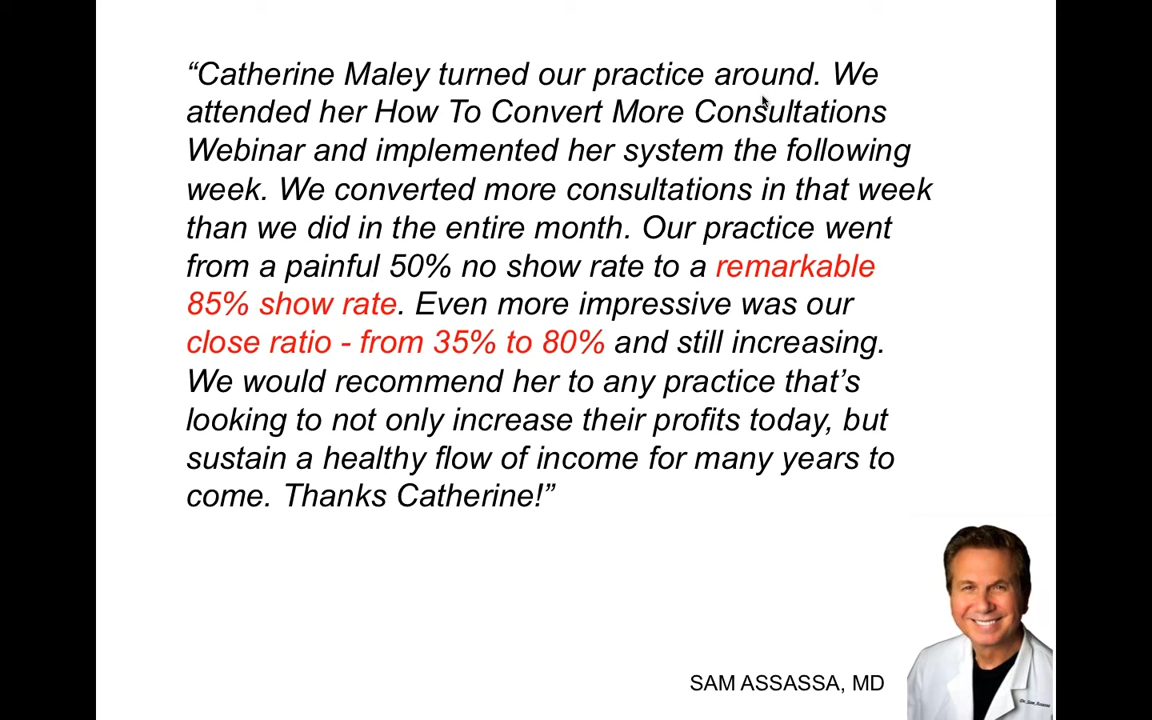 “Catherine Maley turned our practice around. We
attended her How To Convert More Consultations
Webinar and implemented her system the following
week. We converted more consultations in that week
than we did in the entire month. Our practice went
from a painful 50% no show rate to a remarkable
85% show rate. Even more impressive was our
close ratio - from 35% to 80% and still increasing.
We would recommend her to any practice that’s
looking to not only increase their profits today, but
sustain a healthy flow of income for many years to
come. Thanks Catherine!”
SAM ASSASSA, MD